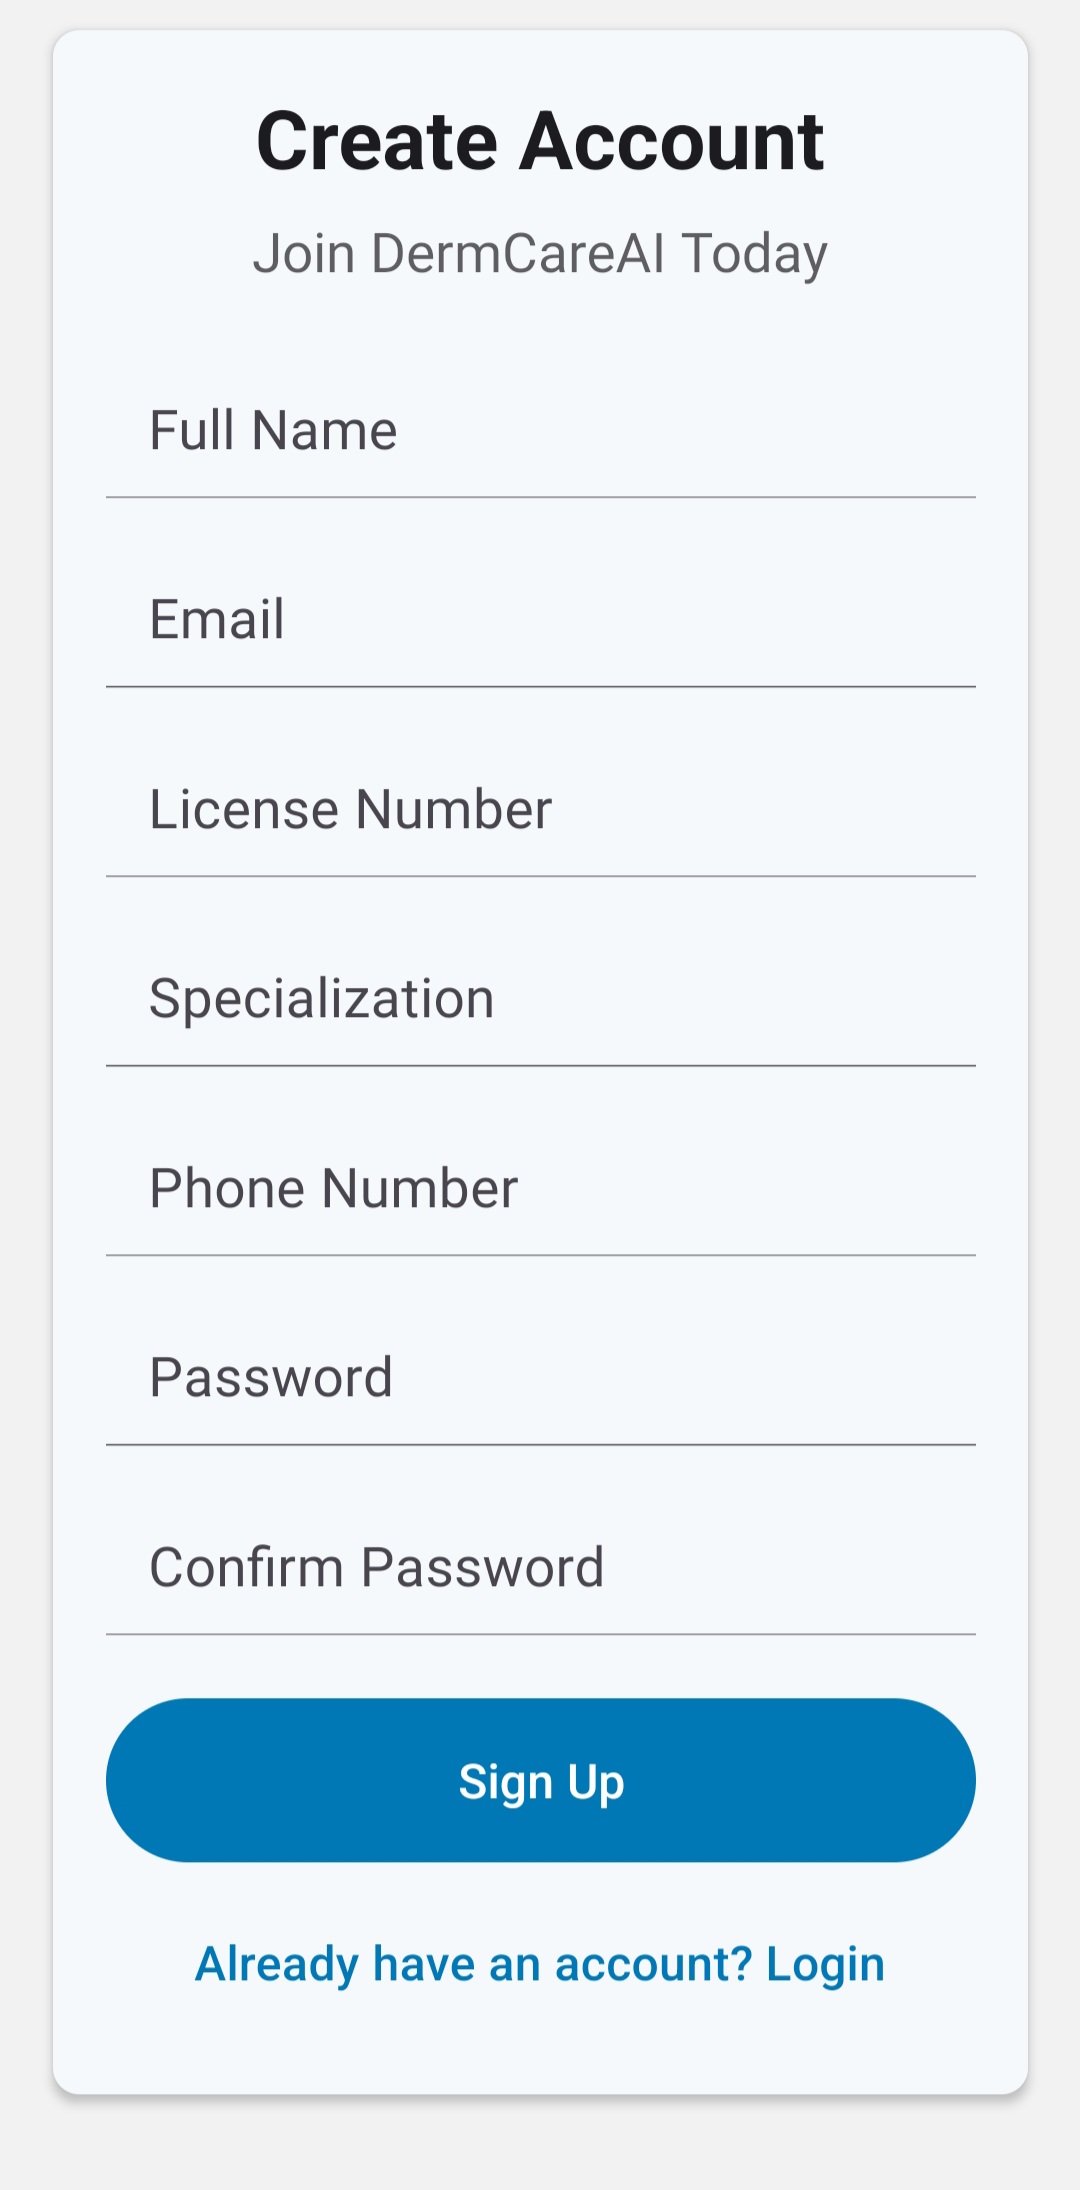 Create Account
Join DermCareAI Today
Full Name
Email
License Number
Specialization
Phone Number
Password
Confirm Password
Sign Up
Already have an account? Login